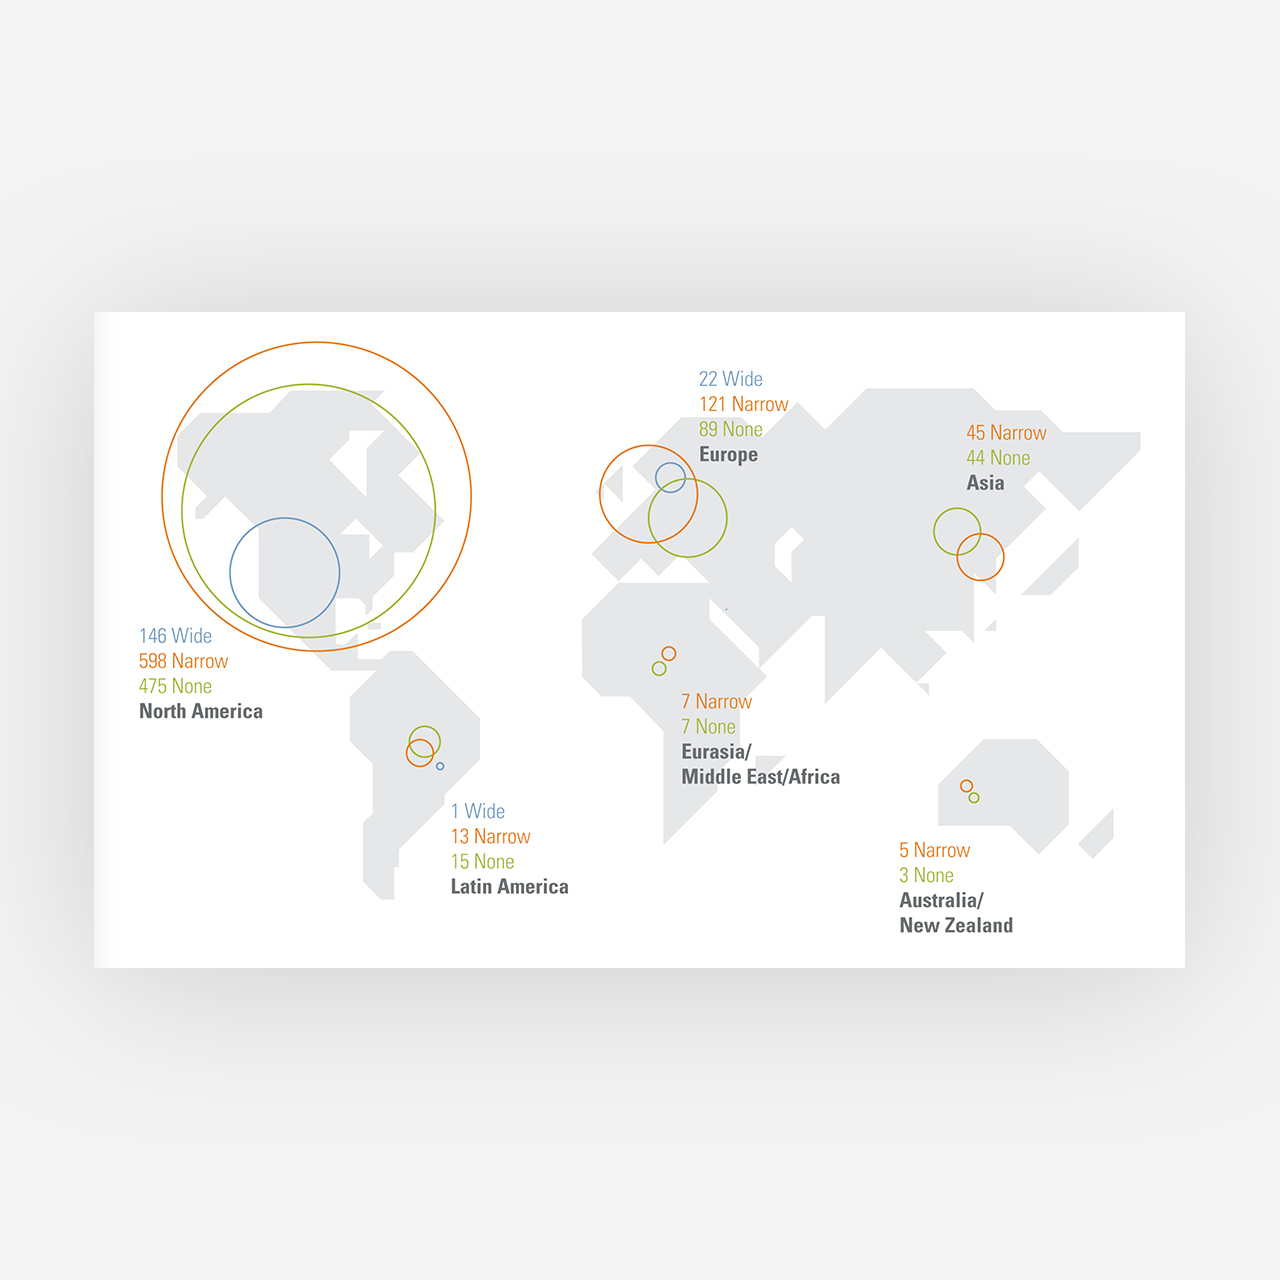 22 Wide
121 Narrow
89 None
Europe
45 Narrow
44 None
Asia
146 Wide
598 Narrow
475 None
North America
7 Narrow
7 None
Eurasia/
Middle East/Africa
1 Wide
13 Narrow
15 None
Latin America
5 Narrow
3 None
Australia/
New Zealand